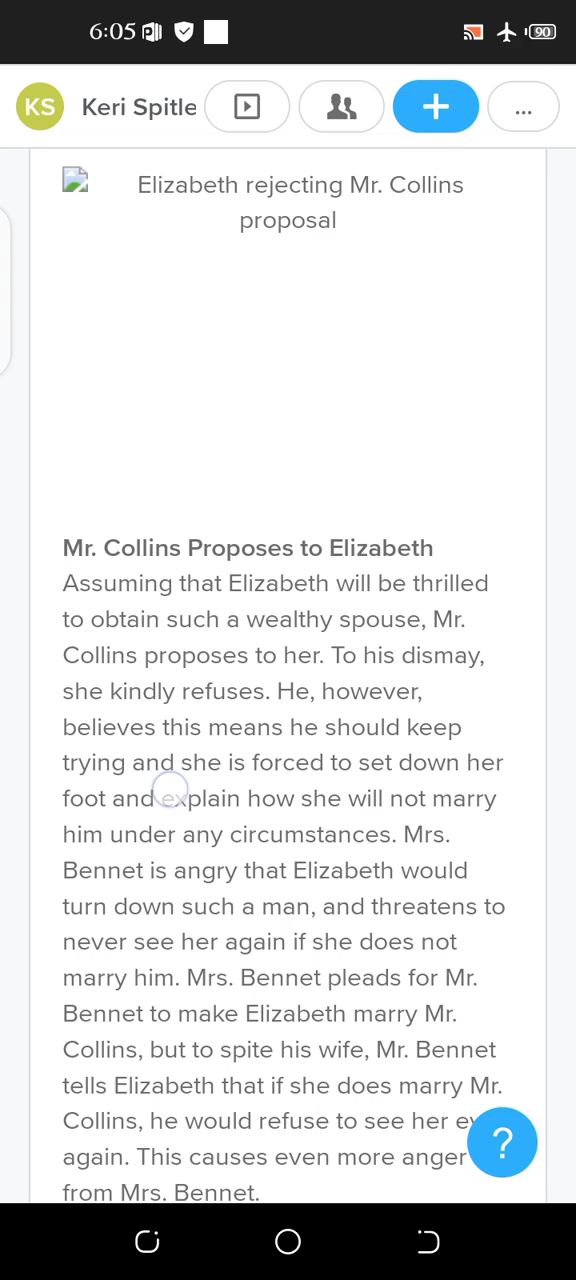 6:05
90
KS Keri Spitle
...
Elizabeth rejecting Mr. Collins
proposal
Mr. Collins Proposes to Elizabeth
Assuming that Elizabeth will be thrilled
to obtain such a wealthy spouse, Mr.
Collins proposes to her. To his dismay,
she kindly refuses. He, however,
believes this means he should keep
trying and she is forced to set down her
foot and explain how she will not marry
him under any circumstances. Mrs.
Bennet is angry that Elizabeth would
turn down such a man, and threatens to
never see her again if she does not
marry him. Mrs. Bennet pleads for Mr.
Bennet to make Elizabeth marry Mr.
Collins, but to spite his wife, Mr. Bennet
tells Elizabeth that if she does marry Mr.
Collins, he would refuse to see her
again. This causes even more anger
from Mrs. Bennet.
?